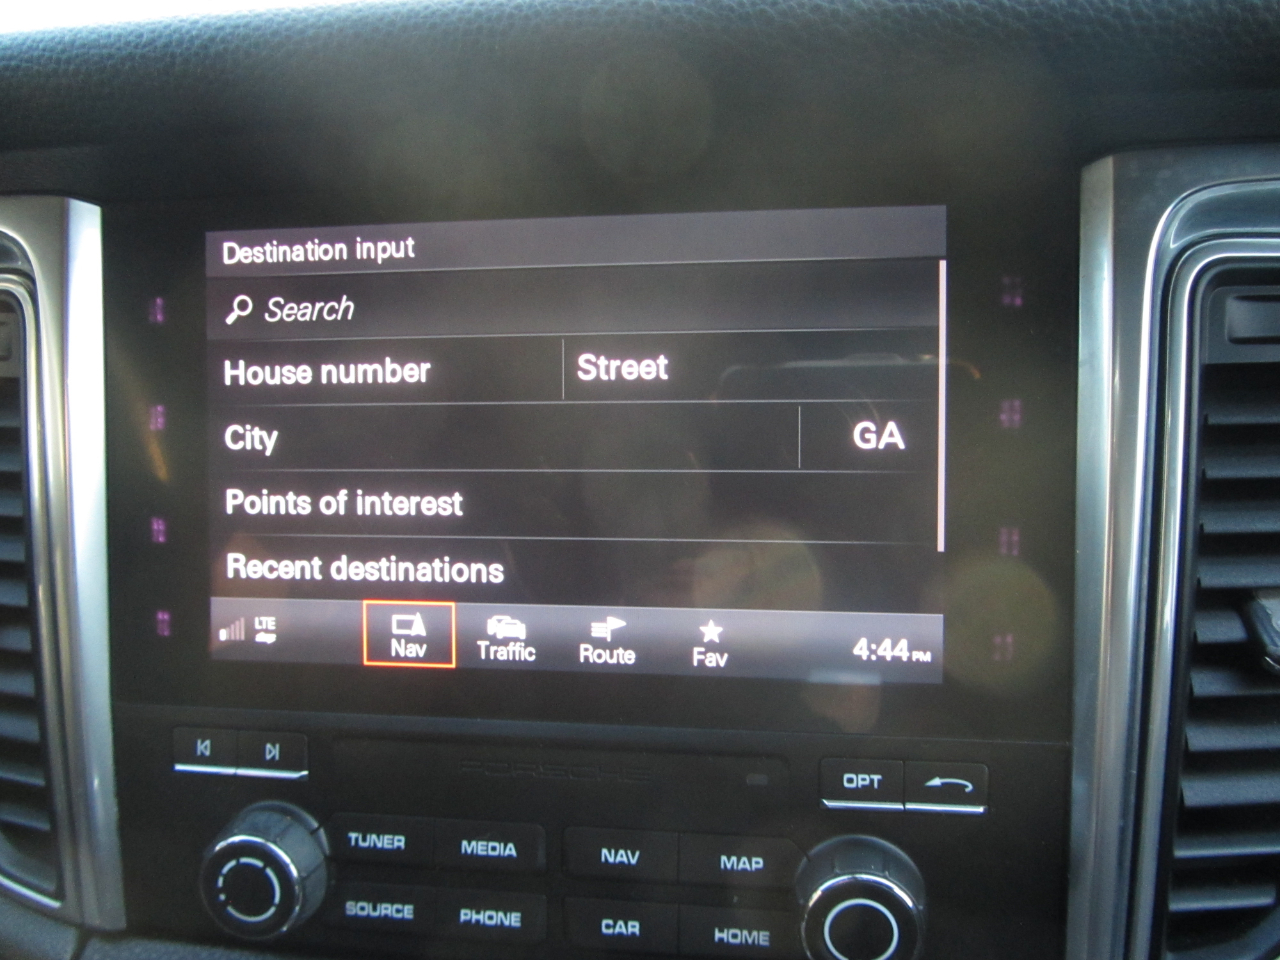 Destination input
Search
House number Street
City GA
Points of interest
Recent destinations
LTE Nav Traffic Route Fav 4:44 PM
PORSCHE
OPT
TUNER MEDIA NAV MAP
SOURCE PHONE CAR HOME